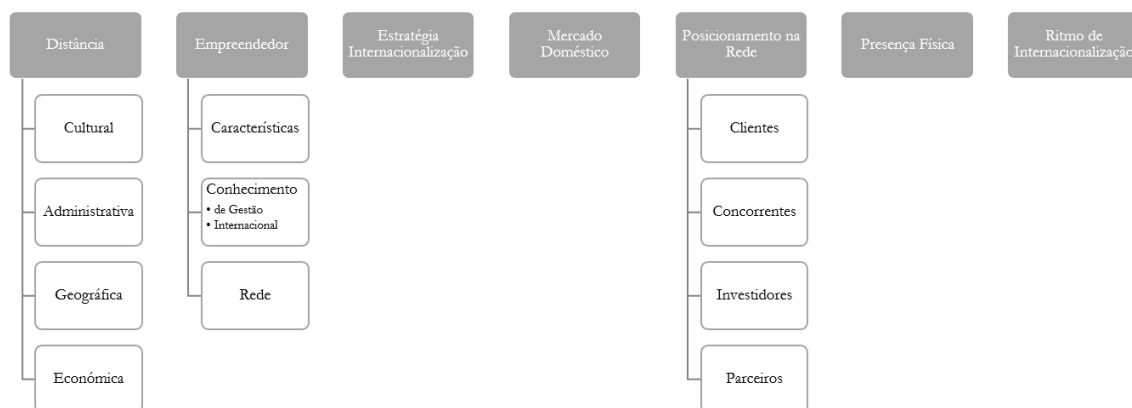 Distância
Empreendedor
Estratégia
Internacionalização
Mercado
Doméstico
Posicionamento na
Rede
Presença Física
Ritmo de
Internacionalização
Cultural
Administrativa
Geográfica
Económica
Características
Conhecimento
• de Gestão
• Internacional
Rede
Clientes
Concorrentes
Investidores
Parceiros